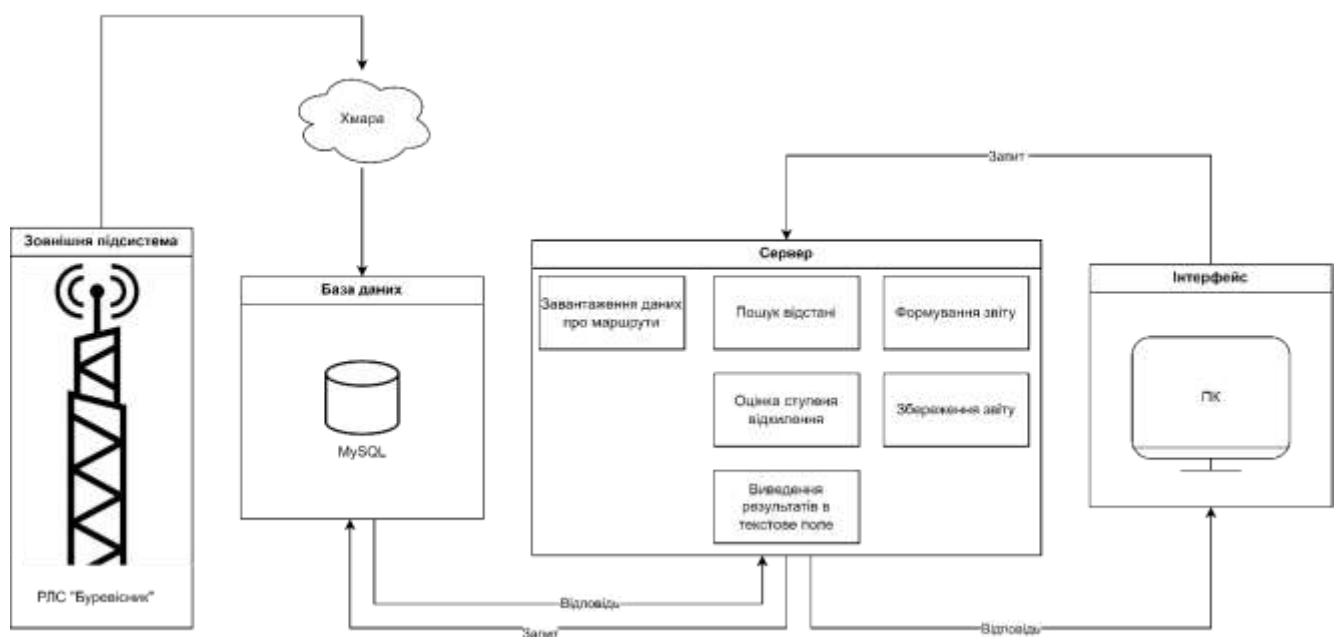 Хмара
Запит
Зовнішня підсистема
РЛС "Буревісник"
База даних
MySQL
Сервер
Завантаження даних
про маршрути
Пошук відстані
Формування звіту
Оцінка ступеня
відхилення
Збереження звіту
Виведення
результатів в
текстове поле
Інтерфейс
ПК
Відповідь
Запит
Відповідь